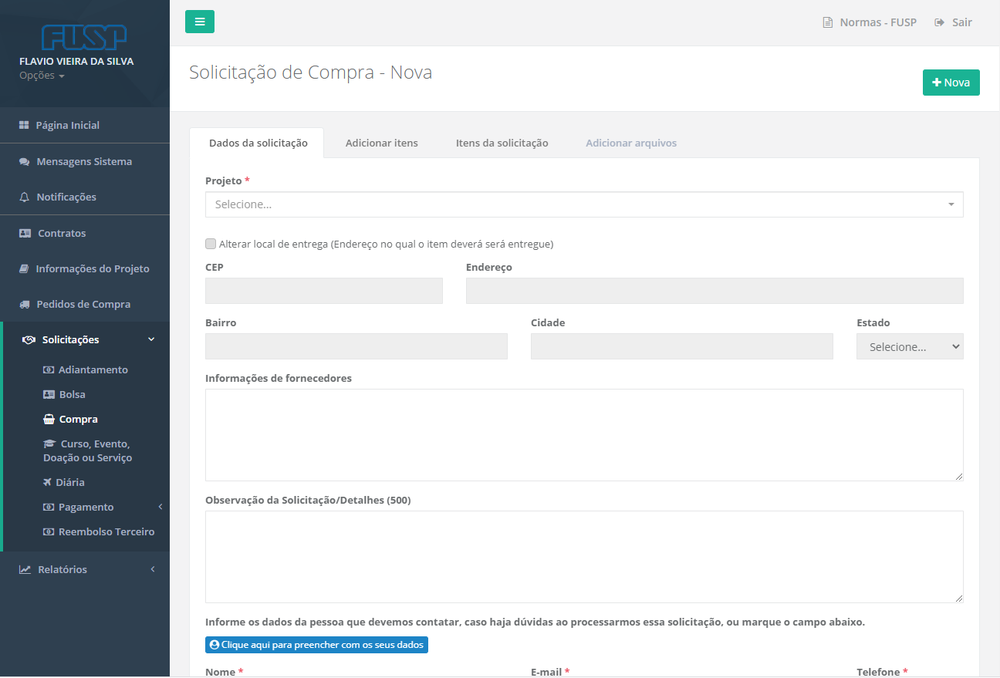 FUSP
FLAVIO VIEIRA DA SILVA
Opções
Página Inicial
Mensagens Sistema
Notificações
Contratos
Informações do Projeto
Pedidos de Compra
Solicitações
Adiantamento
Bolsa
Compra
Curso, Evento,
Doação ou Serviço
Diária
Pagamento
Reembolso Terceiro
Relatórios
Normas - FUSP
Sair
Solicitação de Compra - Nova
Nova
Dados da solicitação
Adicionar itens
Itens da solicitação
Adicionar arquivos
Projeto *
Selecione...
Alterar local de entrega (Endereço no qual o item deverá será entregue)
CEP
Endereço
Bairro
Cidade
Estado
Selecione...
Informações de fornecedores
Observação da Solicitação/Detalhes (500)
Informe os dados da pessoa que devemos contatar, caso haja dúvidas ao processarmos essa solicitação, ou marque o campo abaixo.
Clique aqui para preencher com os seus dados
Nome *
E-mail *
Telefone *